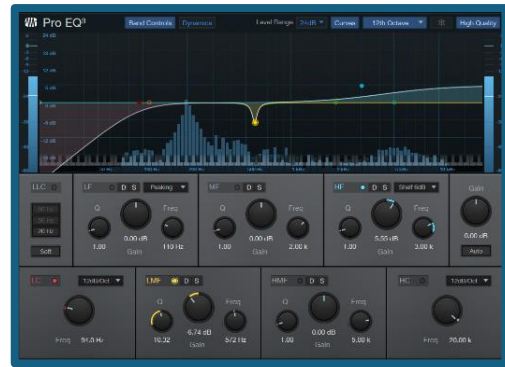 Pro EQ³ Band Controls Dynamics Level Range 24dB Curves 12th Octave High Quality
LLC LF D S Peaking MF D S HF D S Shelf 6dB Gain
Q Freq Q Freq Q Freq
20 Hz 1.00 0.00 dB 110 Hz 1.00 0.00 dB 2.00 k 1.00 5.55 dB 3.00 k 0.00 dB
Soft Gain Gain Gain Auto
LC 12dB/Oct LMF D S HMF D S HC 12dB/Oct
Q Freq Q Freq
10.32 -6.74 dB 572 Hz 1.00 0.00 dB 5.00 k
Freq 94.0 Hz Gain Gain Freq 20.00 k